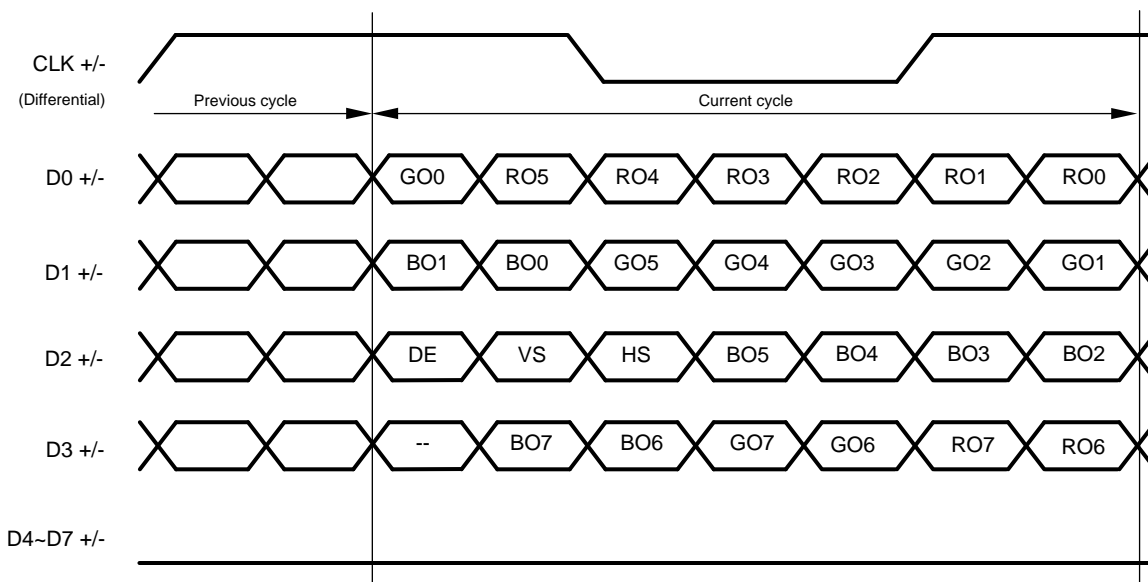 CLK +/-
(Differential)
Previous cycle
Current cycle
D0 +/-
GO0 RO5 RO4 RO3 RO2 RO1 RO0
D1 +/-
BO1 BO0 GO5 GO4 GO3 GO2 GO1
D2 +/-
DE VS HS BO5 BO4 BO3 BO2
D3 +/-
-- BO7 BO6 GO7 GO6 RO7 RO6
D4~D7 +/-